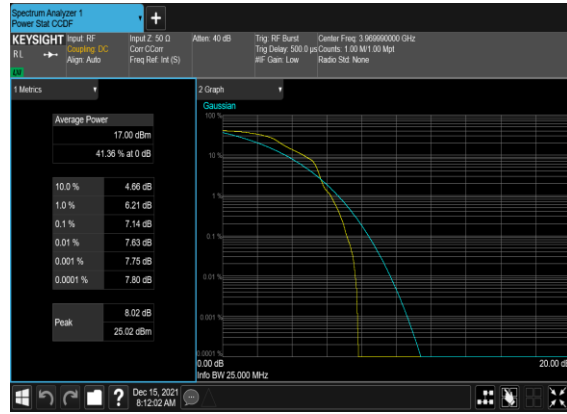 Spectrum Analyzer 1
Power Stat CCDF
+
KEYSIGHT
Input: RF
Input Z: 50 Ω
Atten: 40 dB
Trig: RF Burst
Center Freq: 3.969990000 GHz
R L
Coupling: DC
Corr CCorr
Trig Delay: 500.0 µs
Counts: 1.00 M/1.00 Mpt
Align: Auto
Freq Ref: Int (S)
#IF Gain: Low
Radio Std: None
1 Metrics
2 Graph
Gaussian
Average Power
17.00 dBm
41.36 % at 0 dB
10.0 % 4.66 dB
1.0 % 6.21 dB
0.1 % 7.14 dB
0.01 % 7.63 dB
0.001 % 7.75 dB
0.0001 % 7.80 dB
Peak
8.02 dB
25.02 dBm
100 %
10 %
1 %
0.1 %
0.01 %
0.001 %
0.0001 %
0.00 dB
20.00 dB
Info BW 25.000 MHz
?
Dec 15, 2021
8:12:02 AM